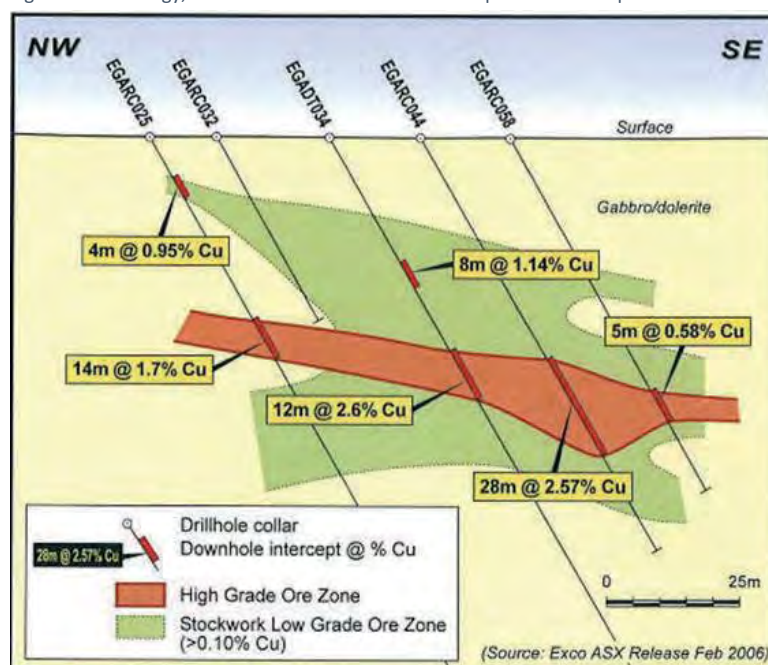 NW
SE
EGARC025
EGARC032
EGADT034
EGARC044
EGARC058
Surface
Gabbro/dolerite
4m @ 0.95% Cu
8m @ 1.14% Cu
5m @ 0.58% Cu
14m @ 1.7% Cu
12m @ 2.6% Cu
28m @ 2.57% Cu
Drillhole collar
Downhole intercept @ % Cu
28m @ 2.57% Cu
High Grade Ore Zone
Stockwork Low Grade Ore Zone
(>0.10% Cu)
0 25m
(Source: Exco ASX Release Feb 2006)